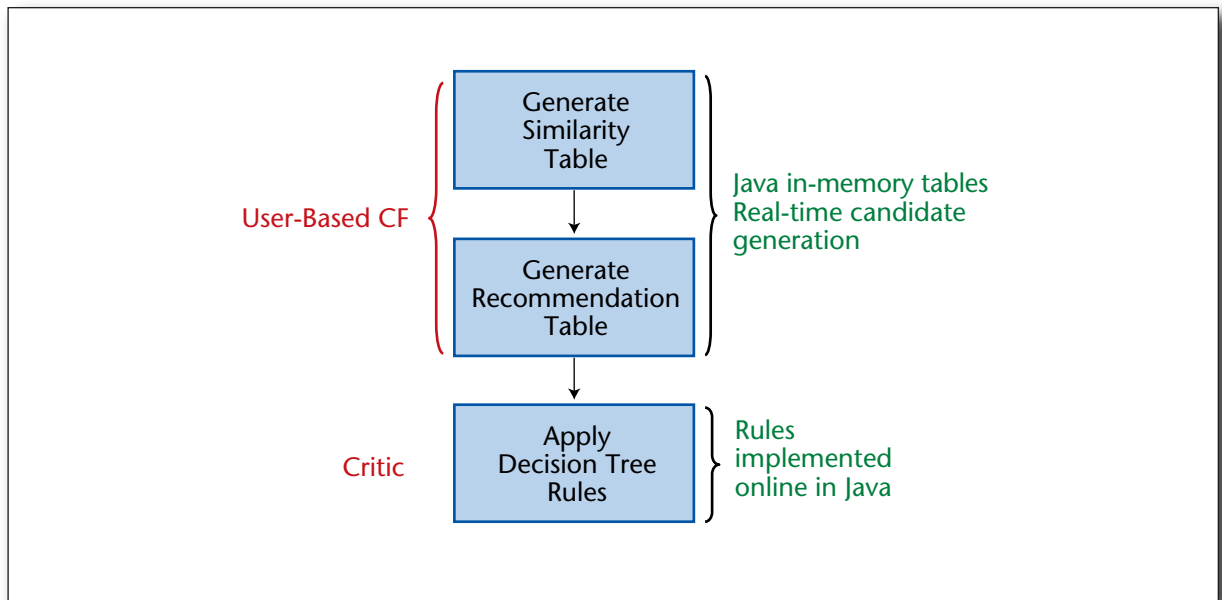 Generate
Similarity
Table
User-Based CF
Java in-memory tables
Real-time candidate
generation
Generate
Recommendation
Table
Critic
Apply
Decision Tree
Rules
Rules
implemented
online in Java